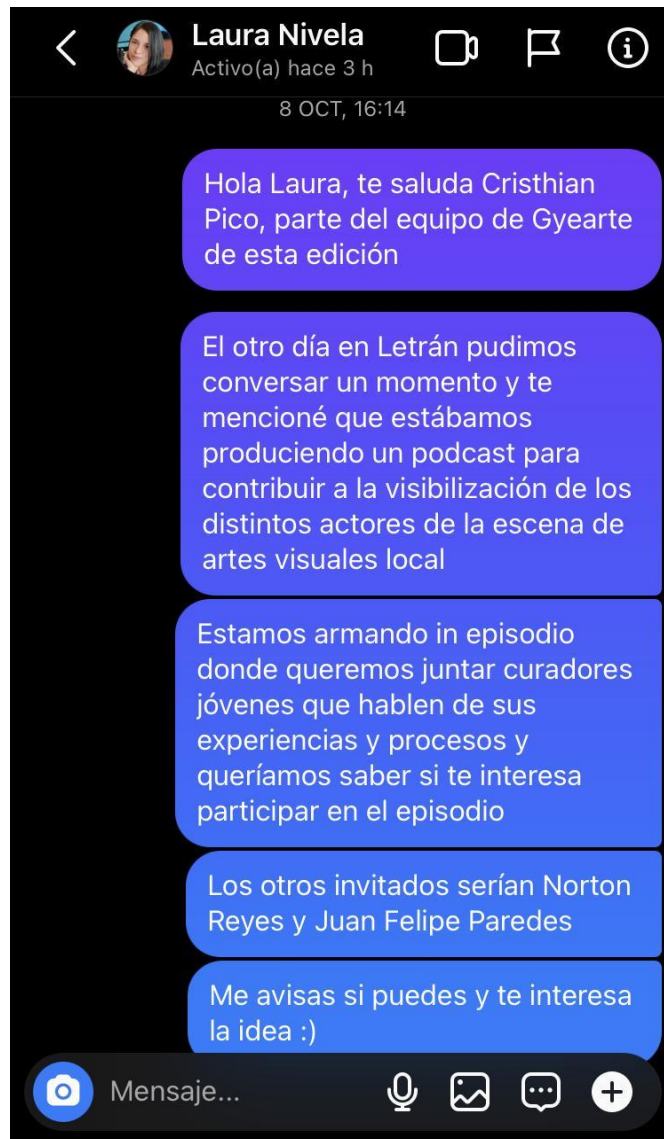 Laura Nivela
Activo(a) hace 3 h
8 OCT, 16:14
Hola Laura, te saluda Cristhian
Pico, parte del equipo de Gyearte
de esta edición
El otro día en Letrán pudimos
conversar un momento y te
mencioné que estábamos
produciendo un podcast para
contribuir a la visibilización de los
distintos actores de la escena de
artes visuales local
Estamos armando in episodio
donde queremos juntar curadores
jóvenes que hablen de sus
experiencias y procesos y
queríamos saber si te interesa
participar en el episodio
Los otros invitados serían Norton
Reyes y Juan Felipe Paredes
Me avisas si puedes y te interesa
la idea :)
Mensaje...